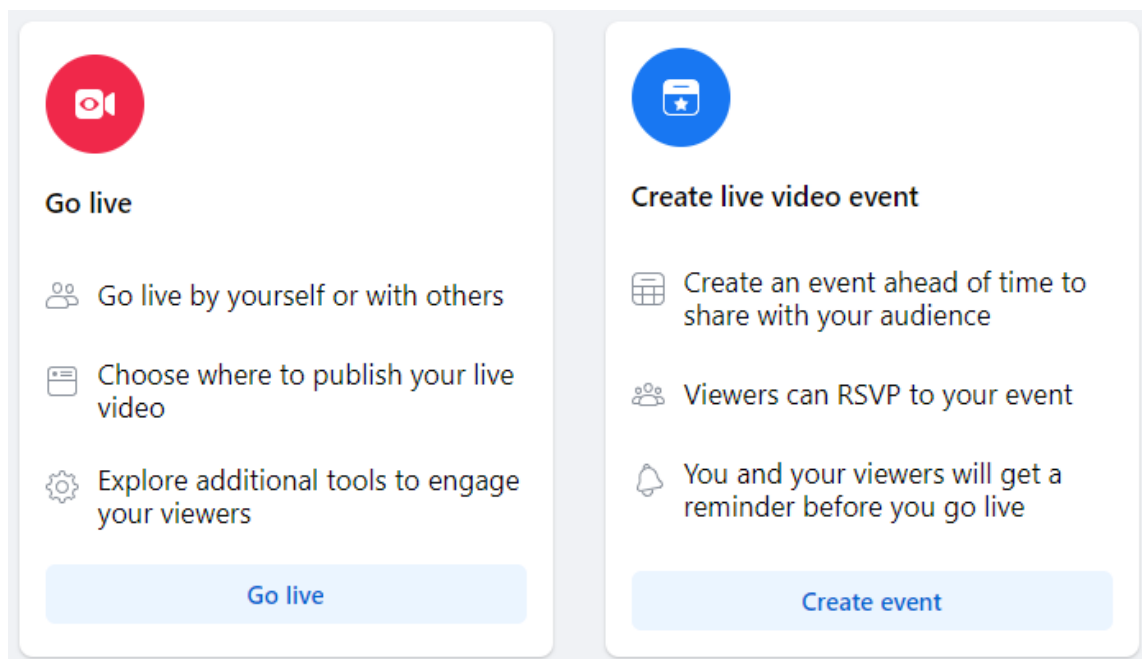 Go live
Go live by yourself or with others
Choose where to publish your live
video
Explore additional tools to engage
your viewers
Go live
Create live video event
Create an event ahead of time to
share with your audience
Viewers can RSVP to your event
You and your viewers will get a
reminder before you go live
Create event